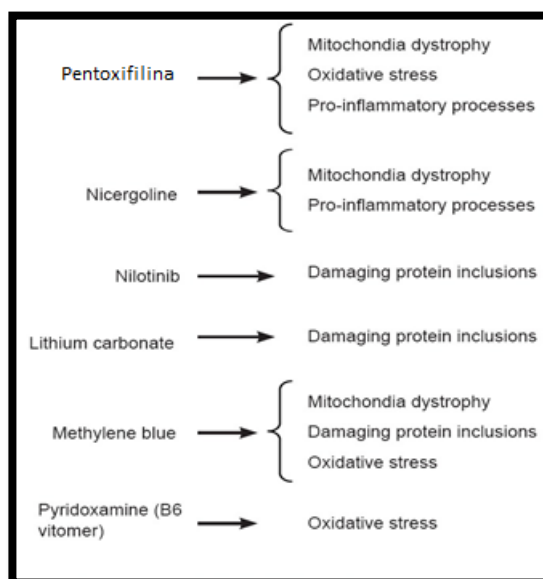 Pentoxifilina
Mitochondia dystrophy
Oxidative stress
Pro-inflammatory processes
Nicergoline
Mitochondia dystrophy
Pro-inflammatory processes
Nilotinib
Damaging protein inclusions
Lithium carbonate
Damaging protein inclusions
Methylene blue
Mitochondia dystrophy
Damaging protein inclusions
Oxidative stress
Pyridoxamine (B6
vitomer)
Oxidative stress